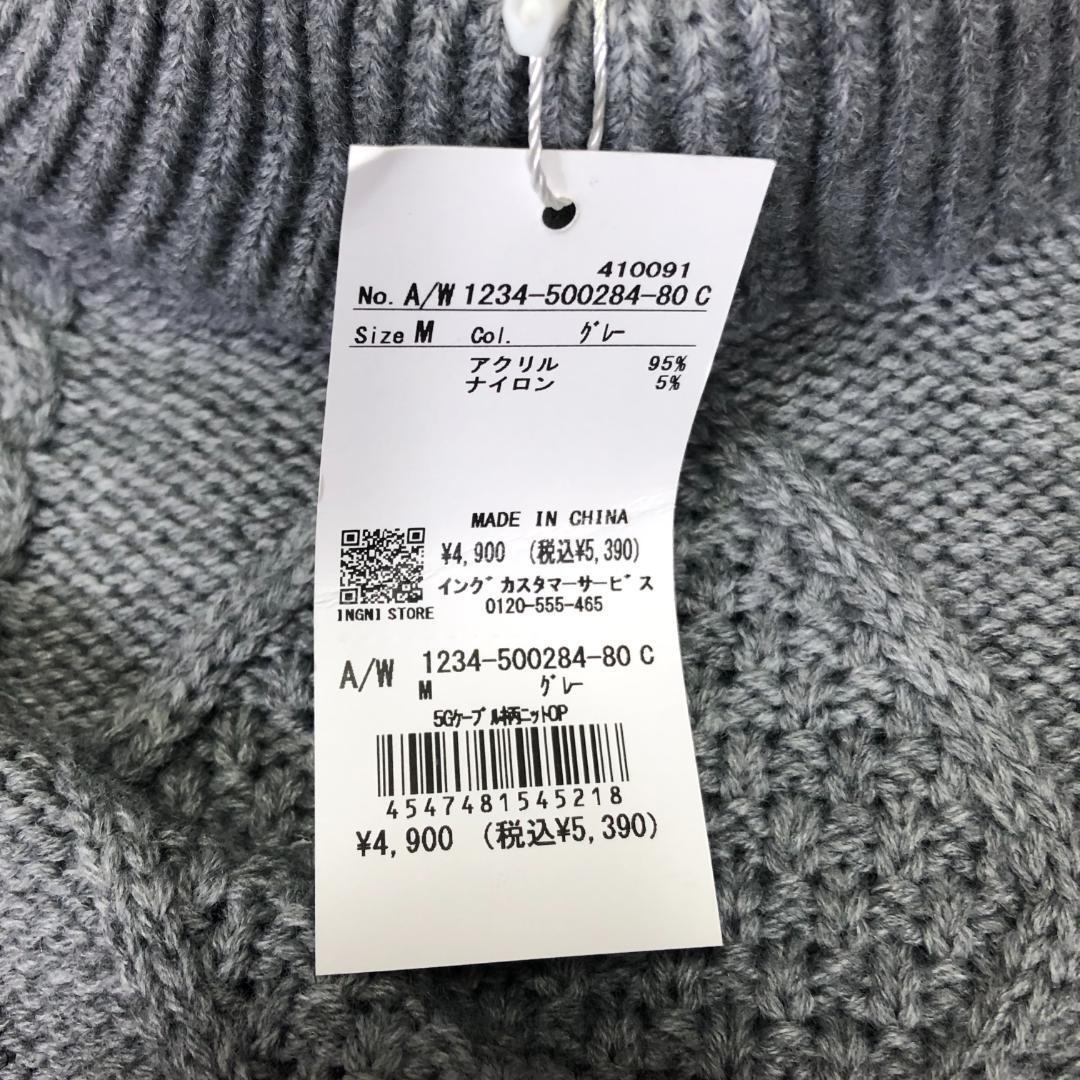 410091
No. A/W 1234-500284-80 C
Size M Col. グレー
アクリル 95%
ナイロン 5%
MADE IN CHINA
¥4,900 (税込¥5,390)
イング カスタマーサービス
0120-555-465
INGNI STORE
A/W 1234-500284-80 C
M グレー
5Gケーブル柄ニットOP
4547481545218
¥4,900 (税込¥5,390)